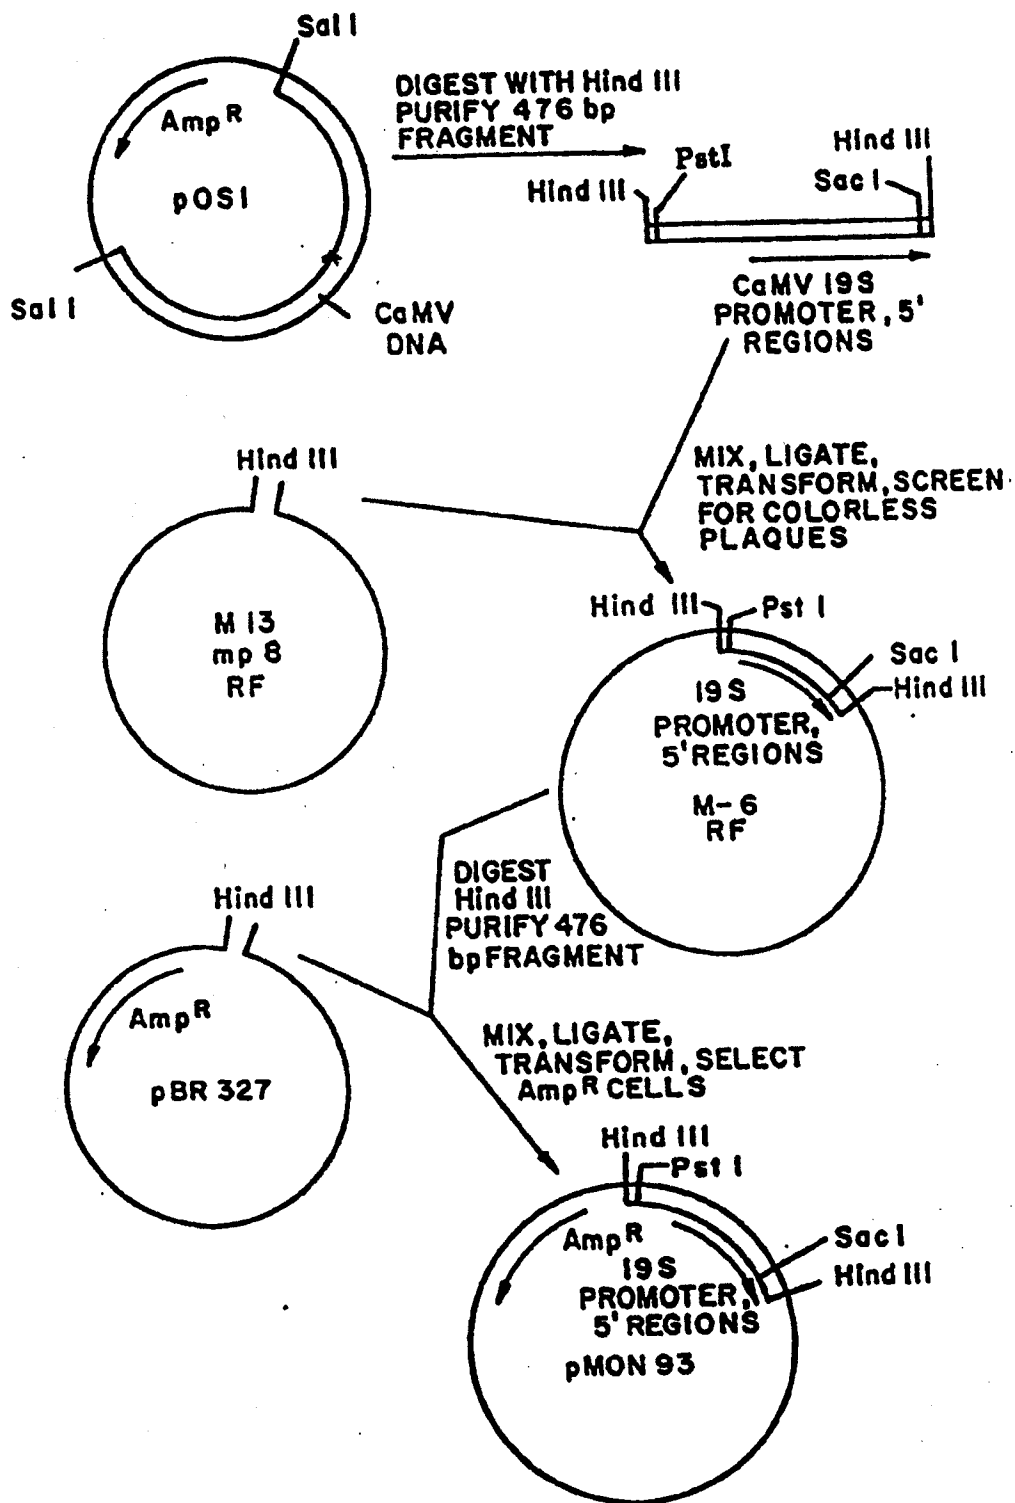 Sal I
Amp R
pOS1
Sal I
CaMV
DNA
DIGEST WITH Hind III
PURIFY 476 bp
FRAGMENT
Hind III
PstI
Sac I
Hind III
CaMV 19S
PROMOTER, 5'
REGIONS
Hind III
M 13
mp 8
RF
MIX, LIGATE,
TRANSFORM, SCREEN
FOR COLORLESS
PLAQUES
Hind III
Pst I
Sac I
Hind III
19S
PROMOTER,
5' REGIONS
M-6
RF
DIGEST
Hind III
PURIFY 476
bp FRAGMENT
Hind III
Amp R
pBR 327
MIX, LIGATE,
TRANSFORM, SELECT
Amp R CELLS
Hind III
Pst I
Amp R
Sac I
Hind III
19S
PROMOTER,
5' REGIONS
pMON 93